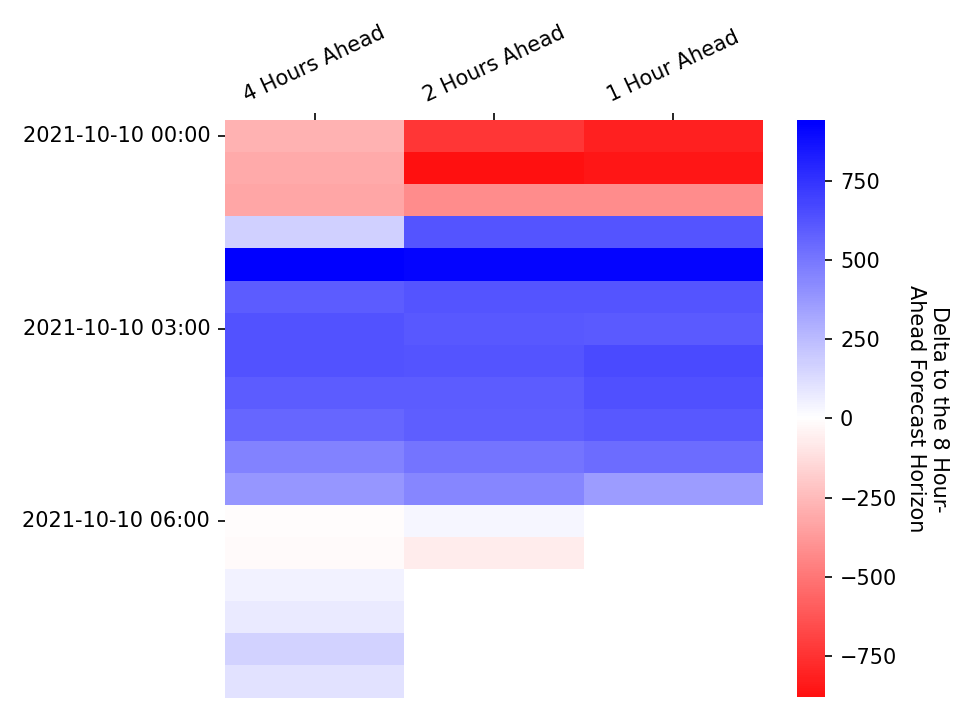 4 Hours Ahead
2 Hours Ahead
1 Hour Ahead
2021-10-10 00:00
2021-10-10 03:00
2021-10-10 06:00
750
500
250
0
−250
−500
−750
Delta to the 8 Hour-
Ahead Forecast Horizon